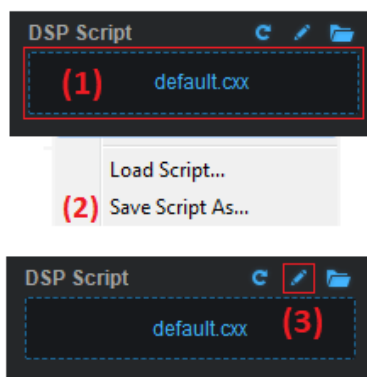 DSP Script
(1) default.cxx
Load Script...
(2) Save Script As...
DSP Script
default.cxx (3)